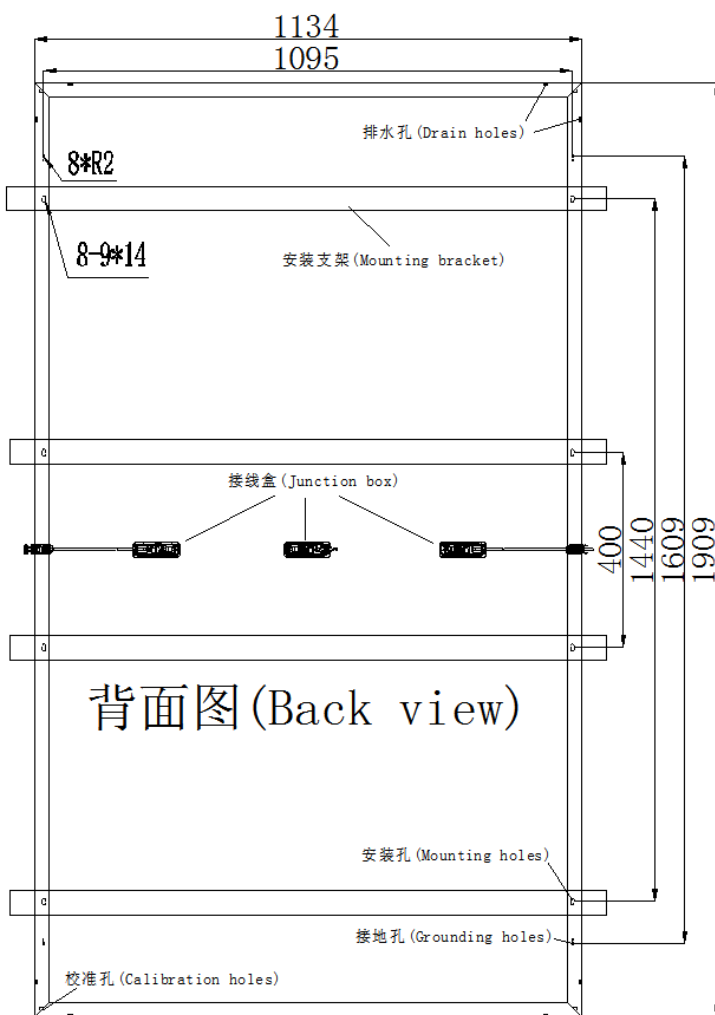 1134
1095
排水孔(Drain holes)
8*R2
8-9*14
安装支架(Mounting bracket)
接线盒(Junction box)
400
1440
1609
1909
背面图(Back view)
安装孔(Mounting holes)
接地孔(Grounding holes)
校准孔(Calibration holes)